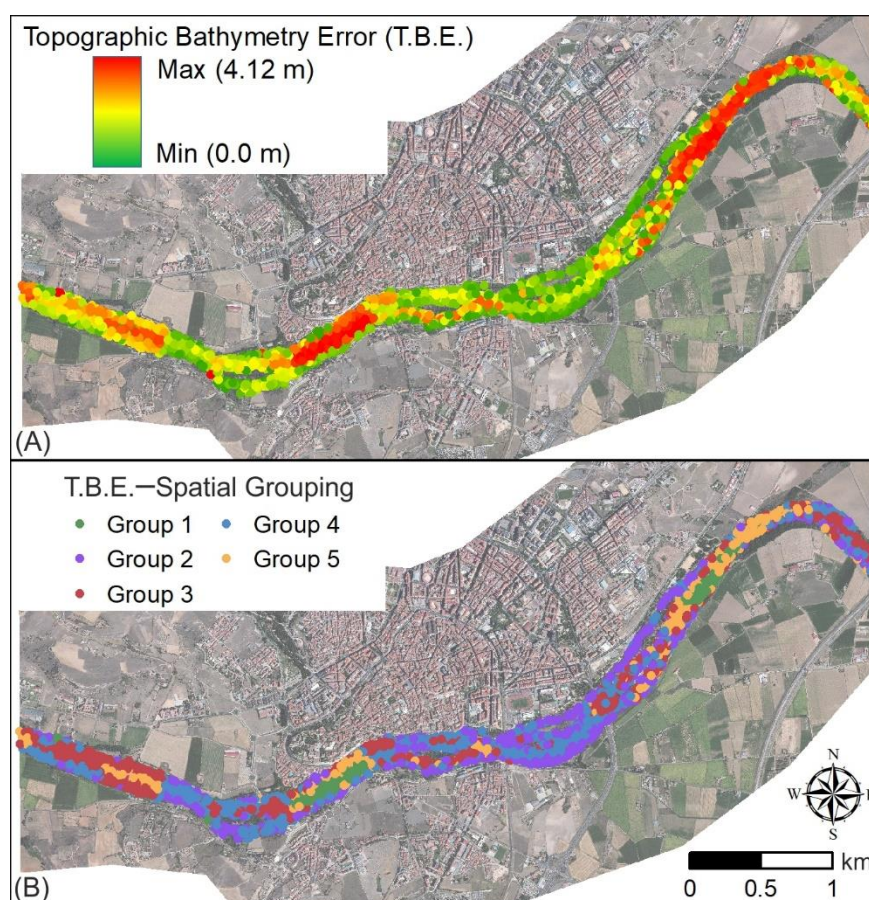 Topographic Bathymetry Error (T.B.E.)
Max (4.12 m)
Min (0.0 m)
(A)
T.B.E.—Spatial Grouping
Group 1
Group 4
Group 2
Group 5
Group 3
N
W
E
S
km
0 0.5 1
(B)